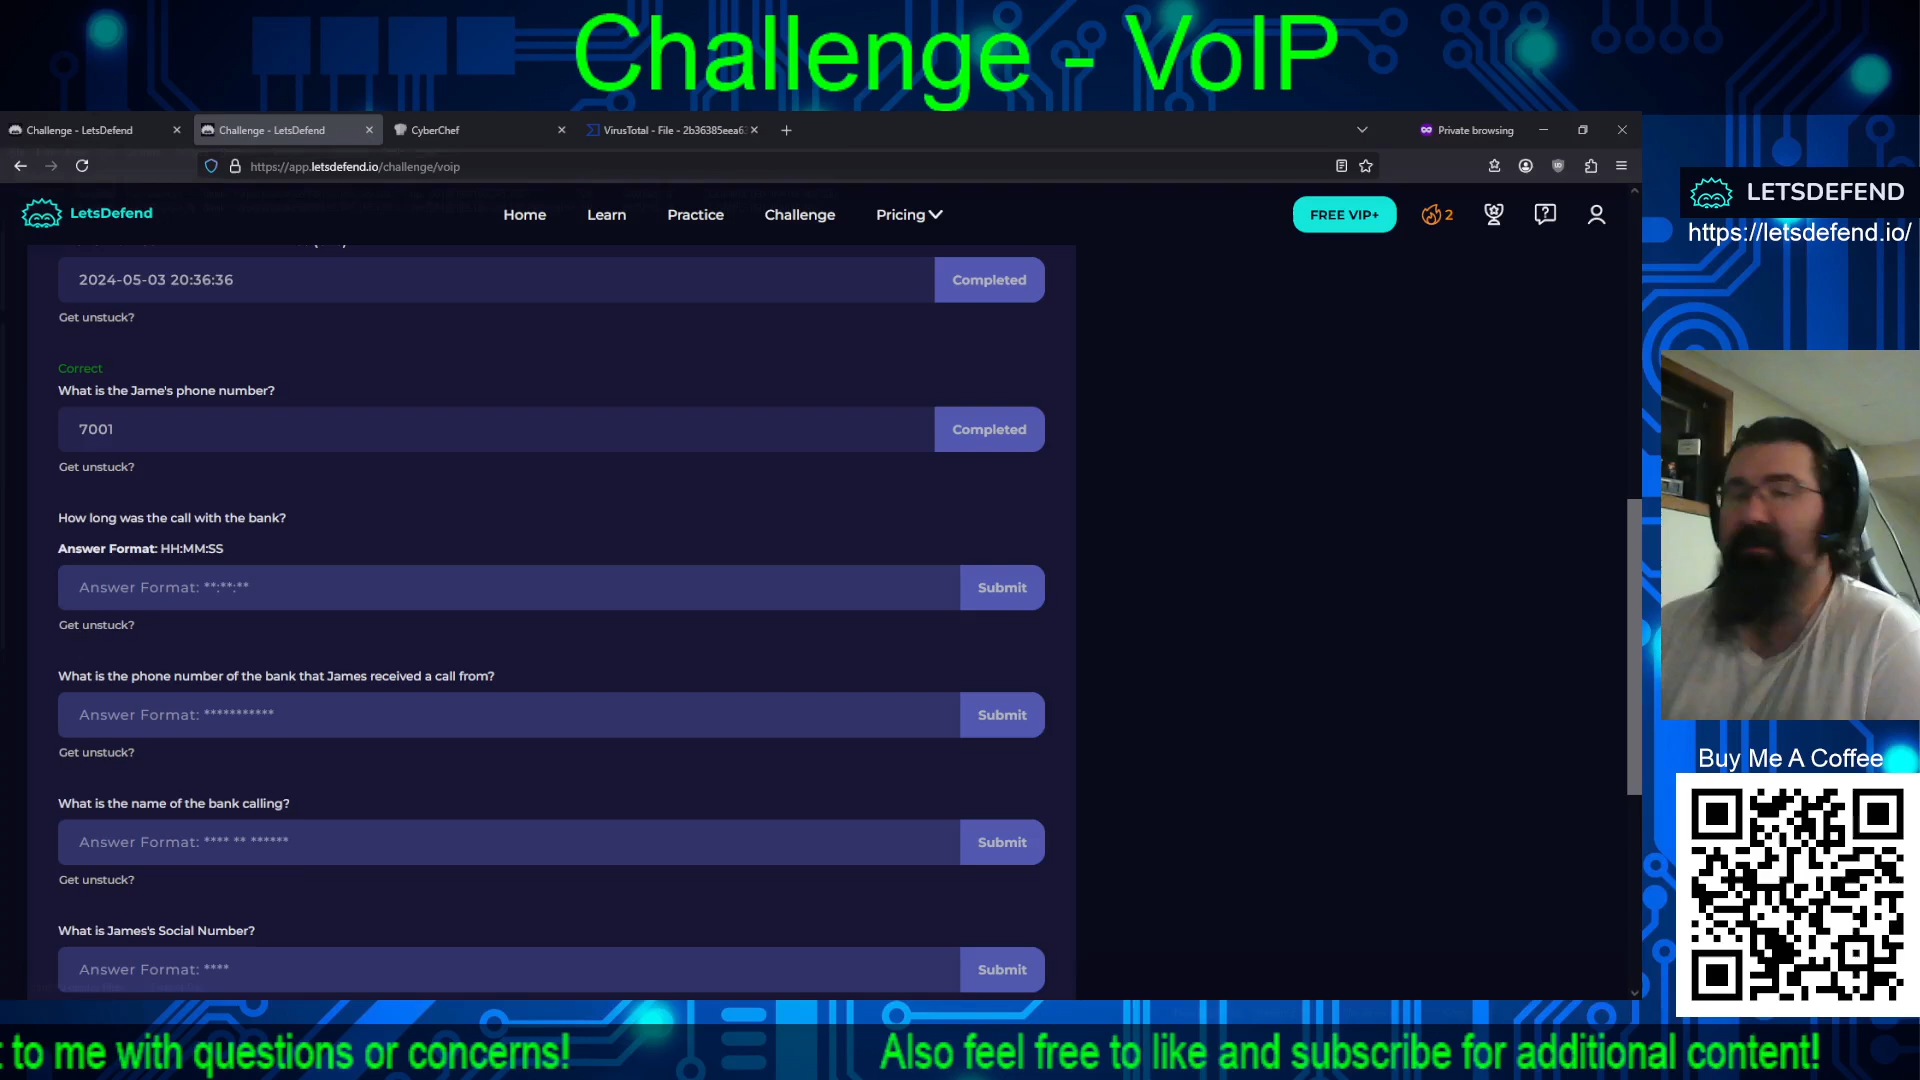 Challenge - VoIP
Challenge - LetsDefend
Challenge - LetsDefend
CyberChef
VirusTotal - File - 2b36385eea6
Private browsing
https://app.letsdefend.io/challenge/voip
LetsDefend
Home
Learn
Practice
Challenge
Pricing
FREE VIP+
2
2024-05-03 20:36:36
Completed
Get unstuck?
Correct
What is the Jame's phone number?
7001
Completed
Get unstuck?
How long was the call with the bank?
Answer Format: HH:MM:SS
Answer Format: **:**:**
Submit
Get unstuck?
What is the phone number of the bank that James received a call from?
Answer Format: ***********
Submit
Get unstuck?
What is the name of the bank calling?
Answer Format: **** ** ******
Submit
Get unstuck?
What is James's Social Number?
Answer Format: ****
Submit
LETSDEFEND
https://letsdefend.io/
Buy Me A Coffee
to me with questions or concerns!
Also feel free to like and subscribe for additional content!